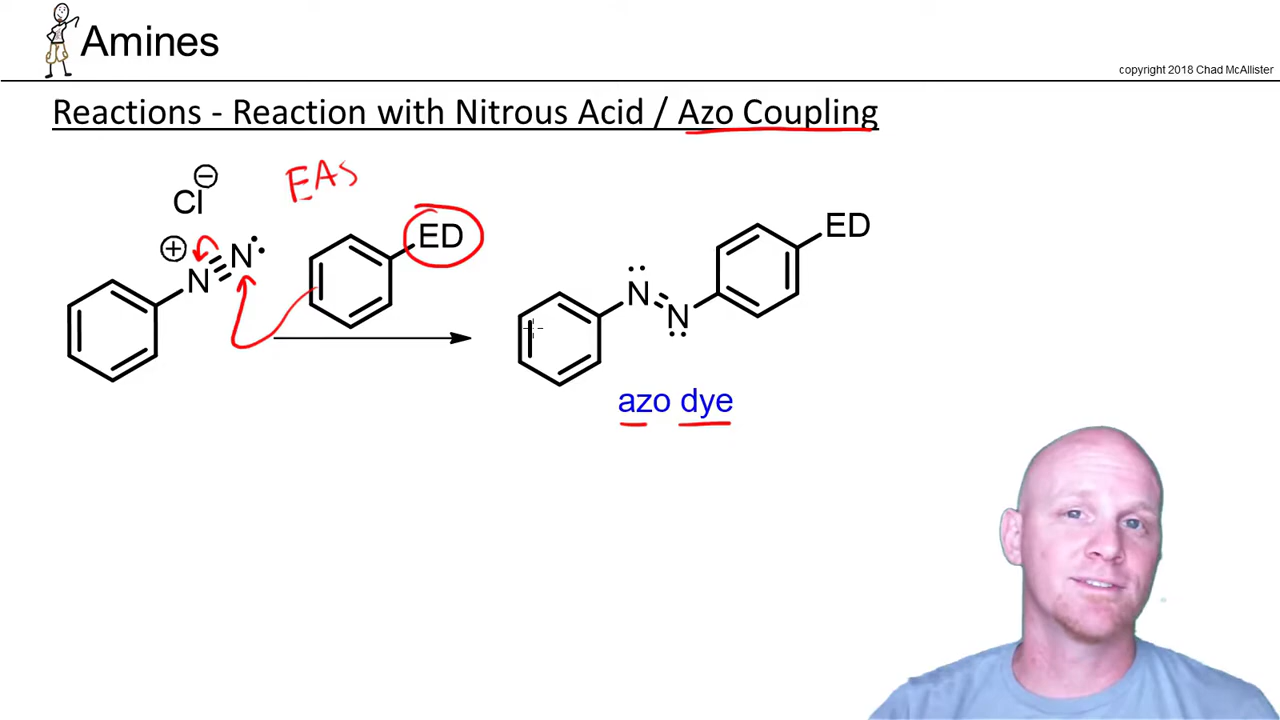 Amines
copyright 2018 Chad McAllister
Reactions - Reaction with Nitrous Acid / Azo Coupling
EAS
Cl ⊖
⊕
N N
ED
ED
N
N
azo dye